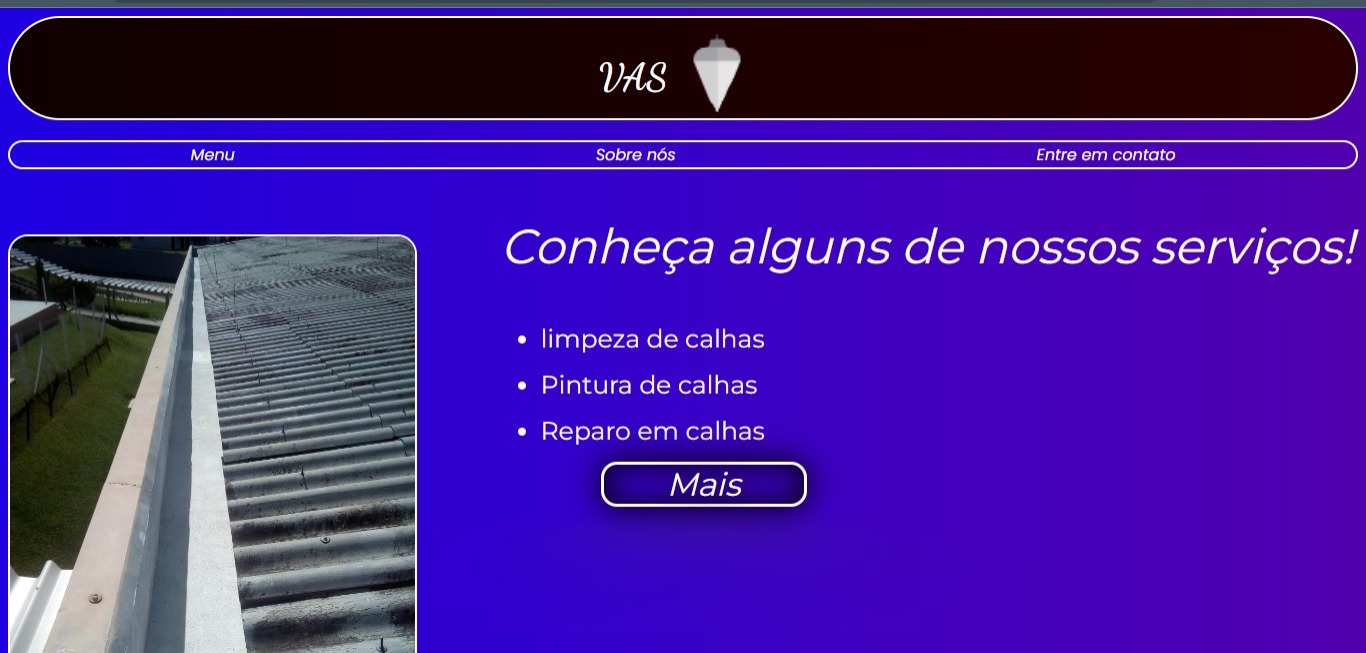 VAS
Menu
Sobre nós
Entre em contato
Conheça alguns de nossos serviços!
limpeza de calhas
Pintura de calhas
Reparo em calhas
Mais